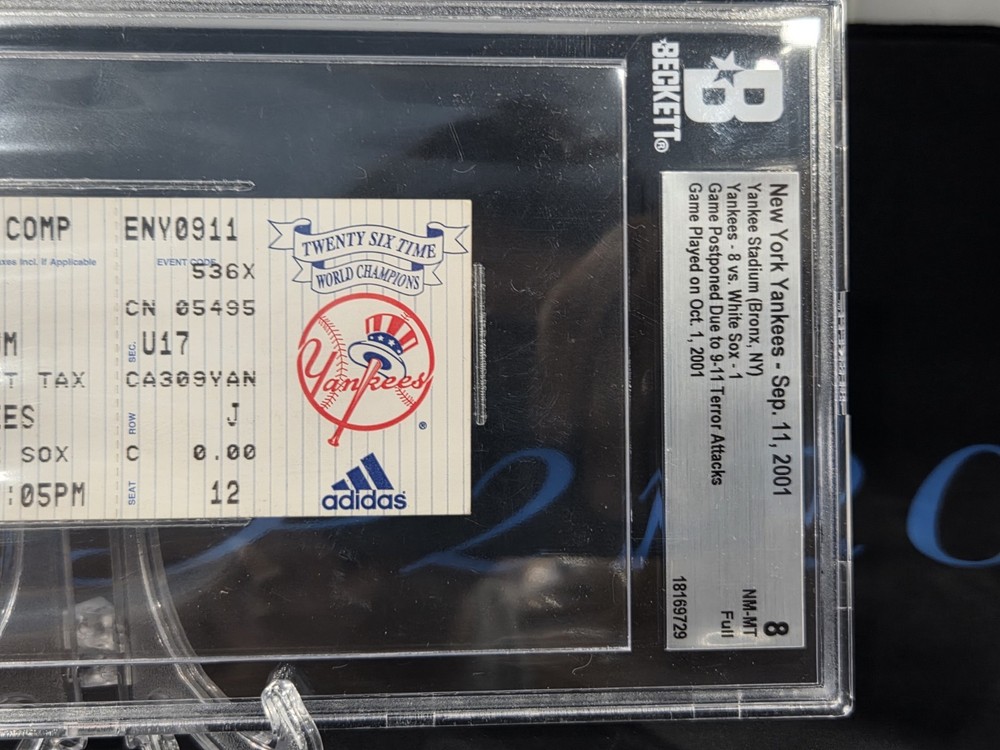 COMP
ENY0911
xes Incl. If Applicable
EVENT CODE
536X
CN 05495
M
SEC.
U17
T TAX
CA309YAN
ES
ROW
J
SOX
C 0.00
:05PM
SEAT
12
TWENTY SIX TIME
WORLD CHAMPIONS
Yankees
®
adidas
BECKETT®
B
New York Yankees - Sep. 11, 2001
Yankee Stadium (Bronx, NY)
Yankees - 8 vs. White Sox - 1
Game Postponed Due to 9-11 Terror Attacks
Game Played on Oct. 1, 2001
8
NM-MT
Full
18169729